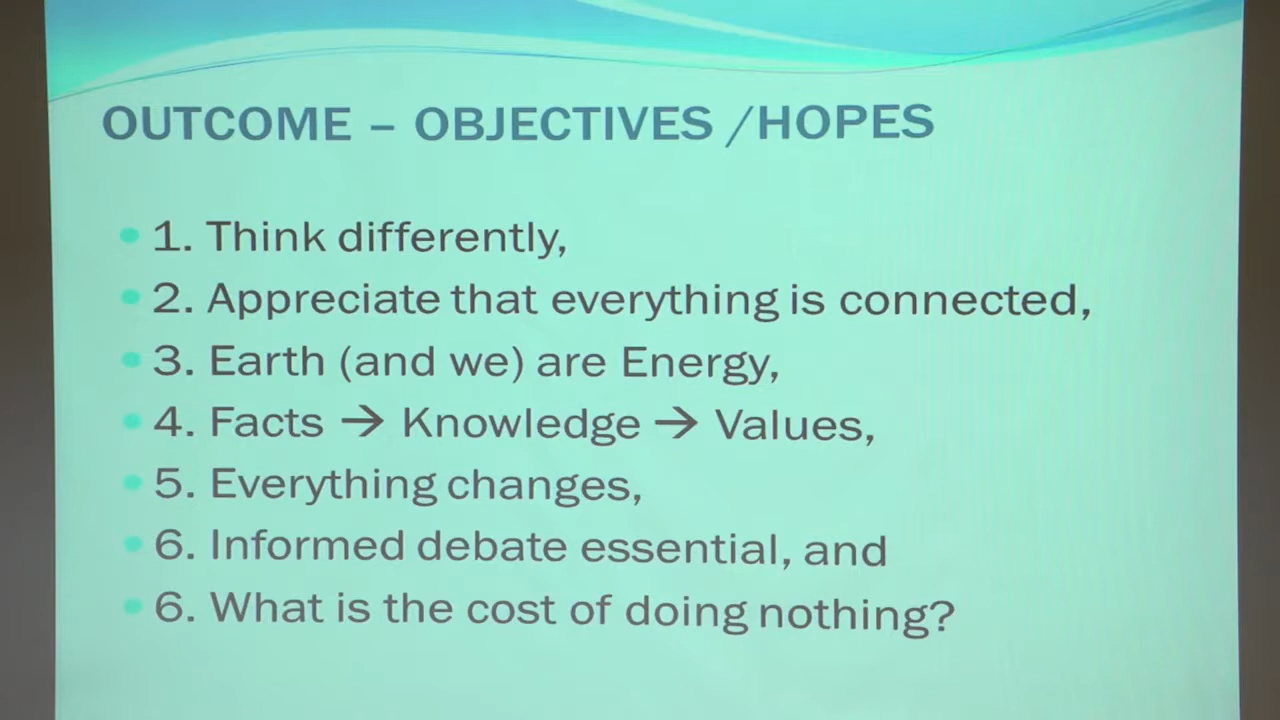 OUTCOME – OBJECTIVES /HOPES
• 1. Think differently,
• 2. Appreciate that everything is connected,
• 3. Earth (and we) are Energy,
• 4. Facts → Knowledge → Values,
• 5. Everything changes,
• 6. Informed debate essential, and
• 6. What is the cost of doing nothing?